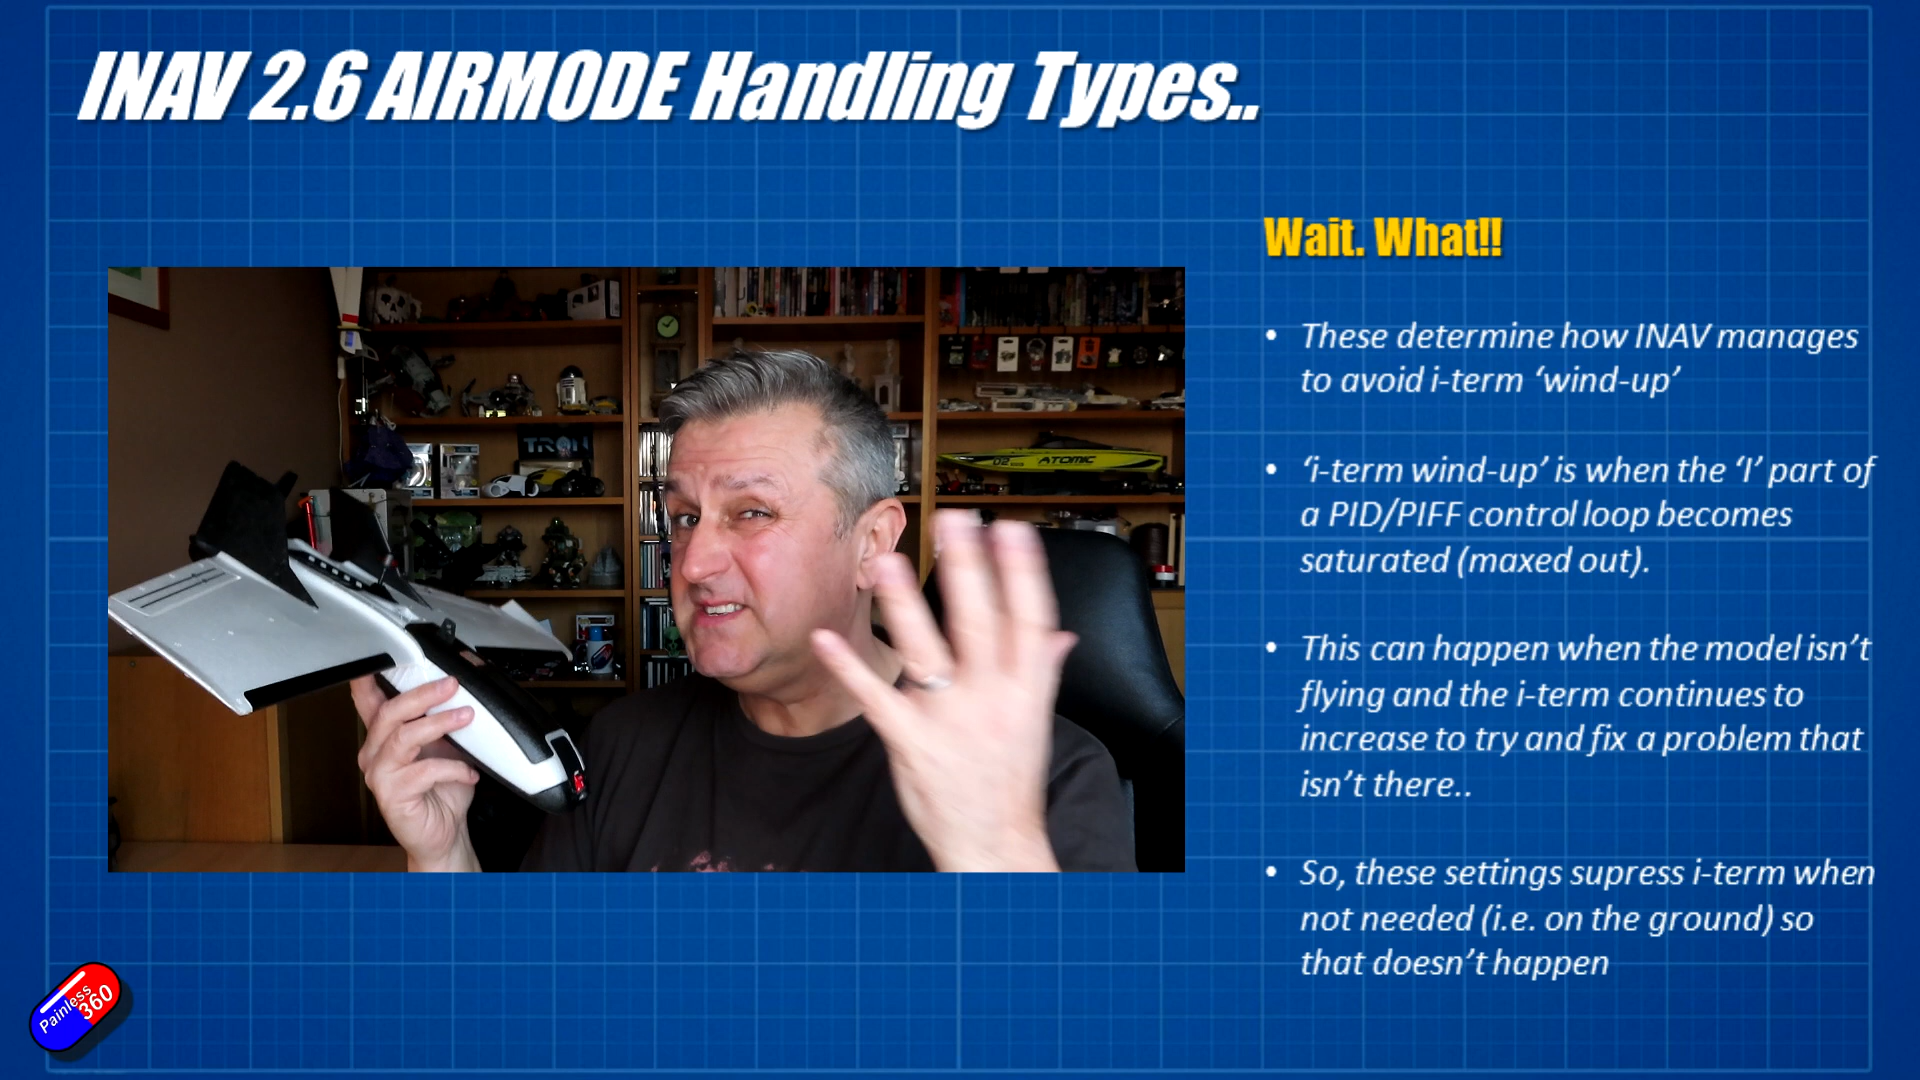 INAV 2.6 AIRMODE Handling Types..
Wait. What!!
• These determine how INAV manages
to avoid i-term ‘wind-up’
• ‘i-term wind-up’ is when the ‘I’ part of
a PID/PIFF control loop becomes
saturated (maxed out).
• This can happen when the model isn’t
flying and the i-term continues to
increase to try and fix a problem that
isn’t there..
• So, these settings supress i-term when
not needed (i.e. on the ground) so
that doesn’t happen
TRON
ATOMIC
Painless
360